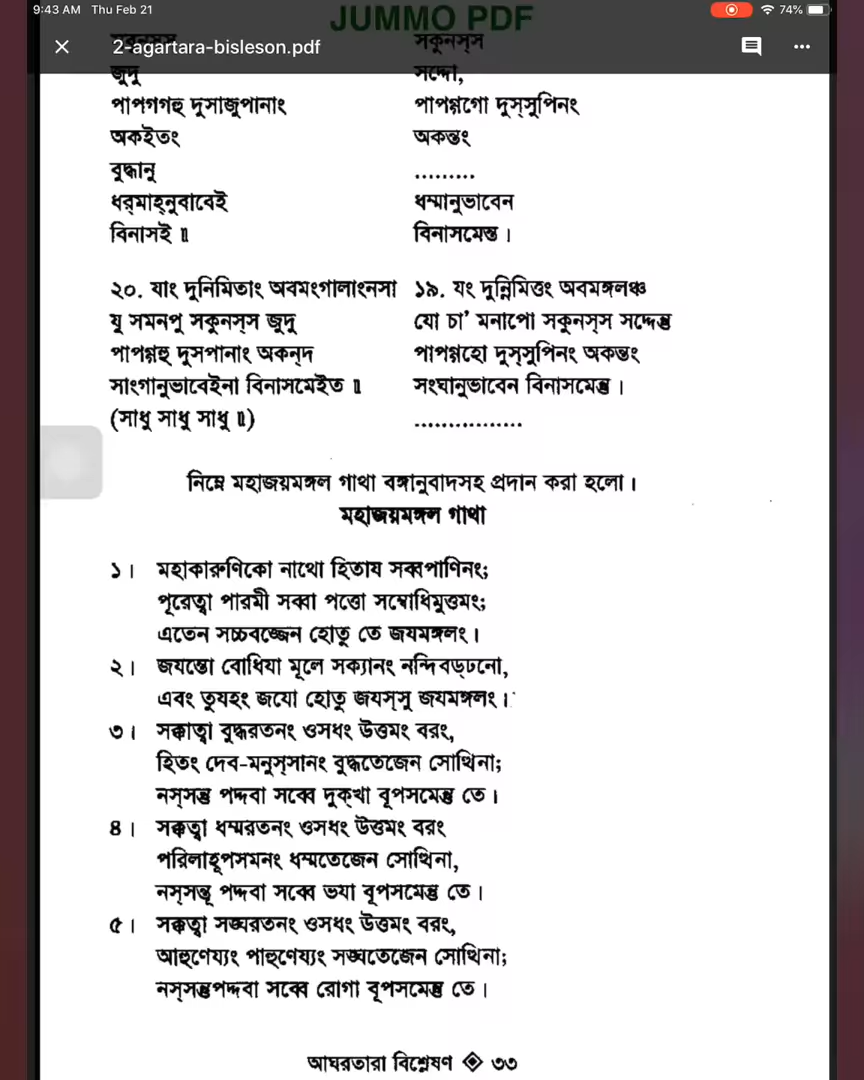 9:43 AM Thu Feb 21
74%
JUMMO PDF
2-agartara-bisleson.pdf
সকুনস্স
জুদু
সদ্দো,
পাপগগহু দুসাজুপানাং
পাপগ্গগো দুস্সুপিনং
অকইতং
অকন্তং
বুদ্ধানু
.........
ধর্‌মাহ্‌নুবাবেই
ধম্মানুভাবেন
বিনাসই ॥
বিনাসমেন্ত।
২০. যাং দুনিমিতাং অবমংগালাংনসা
১৯. যং দুন্নিমিত্তং অবমঙ্গলঞ্চ
যু সমনপু সকুনস্স জুদু
যো চা’ মনাপো সকুনস্স সদ্দেন্তু
পাপগ্গহু দুসপানাং অকন্‌দ
পাপগ্গহো দুস্সুপিনং অকন্তং
সাংগানুভাবেইনা বিনাসমেইত ॥
সংঘানুভাবেন বিনাসমেন্তু।
(সাধু সাধু সাধু ॥)
................
নিম্নে মহাজয়মঙ্গল গাথা বঙ্গানুবাদসহ প্রদান করা হলো।
মহাজয়মঙ্গল গাথা
১। মহাকারুণিকো নাথো হিতায সব্বপাণিনং;
পূরেত্বা পারমী সব্বা পত্তো সম্বোধিমুত্তমং;
এতেন সচ্চবজ্জেন হোতু তে জযমঙ্গলং।
২। জযন্তো বোধিযা মূলে সক্যানং নন্দিবড্ঢনো,
এবং তুয্হং জযো হোতু জযস্সু জযমঙ্গলং।
৩। সক্কাত্বা বুদ্ধরতনং ওসধং উত্তমং বরং,
হিতং দেব-মনুস্সানং বুদ্ধতেজেন সোত্থিনা;
নস্সন্তু পদ্দবা সব্বে দুক্খা বূপসমেন্তু তে।
৪। সক্কত্বা ধম্মরতনং ওসধং উত্তমং বরং
পরিলাহূপসমনং ধম্মতেজেন সোত্থিনা,
নস্সন্তূ পদ্দবা সব্বে ভযা বূপসমেন্তু তে।
৫। সক্কত্বা সঙ্ঘরতনং ওসধং উত্তমং বরং,
আহুণেয্যং পাহুণেয্যং সঙ্ঘতেজেন সোত্থিনা;
নস্সন্তুপদ্দবা সব্বে রোগা বূপসমেন্তু তে।
আঘরতারা বিশ্লেষণ ◈ ৩৩